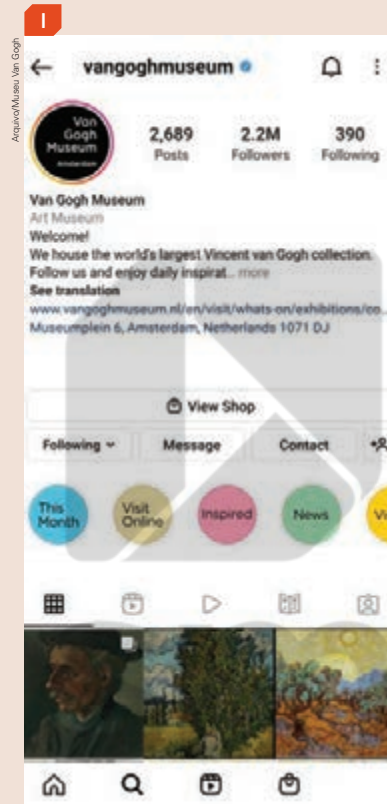 I
Arquivo/Museu Van Gogh
vangoghmuseum
Van
Gogh
Museum
Amsterdam
2,689 2.2M 390
Posts Followers Following
Van Gogh Museum
Art Museum
Welcome!
We house the world's largest Vincent van Gogh collection.
Follow us and enjoy daily inspirat... more
See translation
www.vangoghmuseum.nl/en/visit/whats-on/exhibitions/co...
Museumplein 6, Amsterdam, Netherlands 1071 DJ
View Shop
Following Message Contact
This
Month
Visit
Online
Inspired
News
Vi